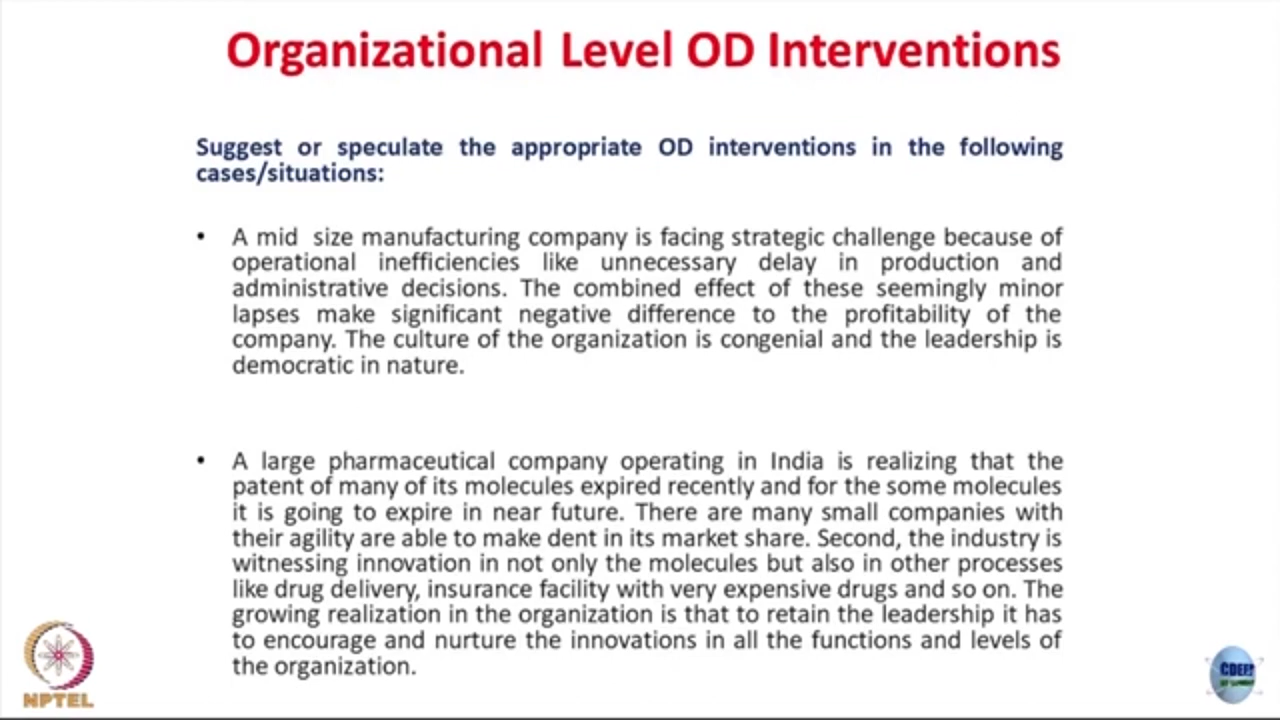 Organizational Level OD Interventions
Suggest or speculate the appropriate OD interventions in the following
cases/situations:
• A mid size manufacturing company is facing strategic challenge because of
operational inefficiencies like unnecessary delay in production and
administrative decisions. The combined effect of these seemingly minor
lapses make significant negative difference to the profitability of the
company. The culture of the organization is congenial and the leadership is
democratic in nature.
• A large pharmaceutical company operating in India is realizing that the
patent of many of its molecules expired recently and for the some molecules
it is going to expire in near future. There are many small companies with
their agility are able to make dent in its market share. Second, the industry is
witnessing innovation in not only the molecules but also in other processes
like drug delivery, insurance facility with very expensive drugs and so on. The
growing realization in the organization is that to retain the leadership it has
to encourage and nurture the innovations in all the functions and levels of
the organization.
NPTEL
CDEEP